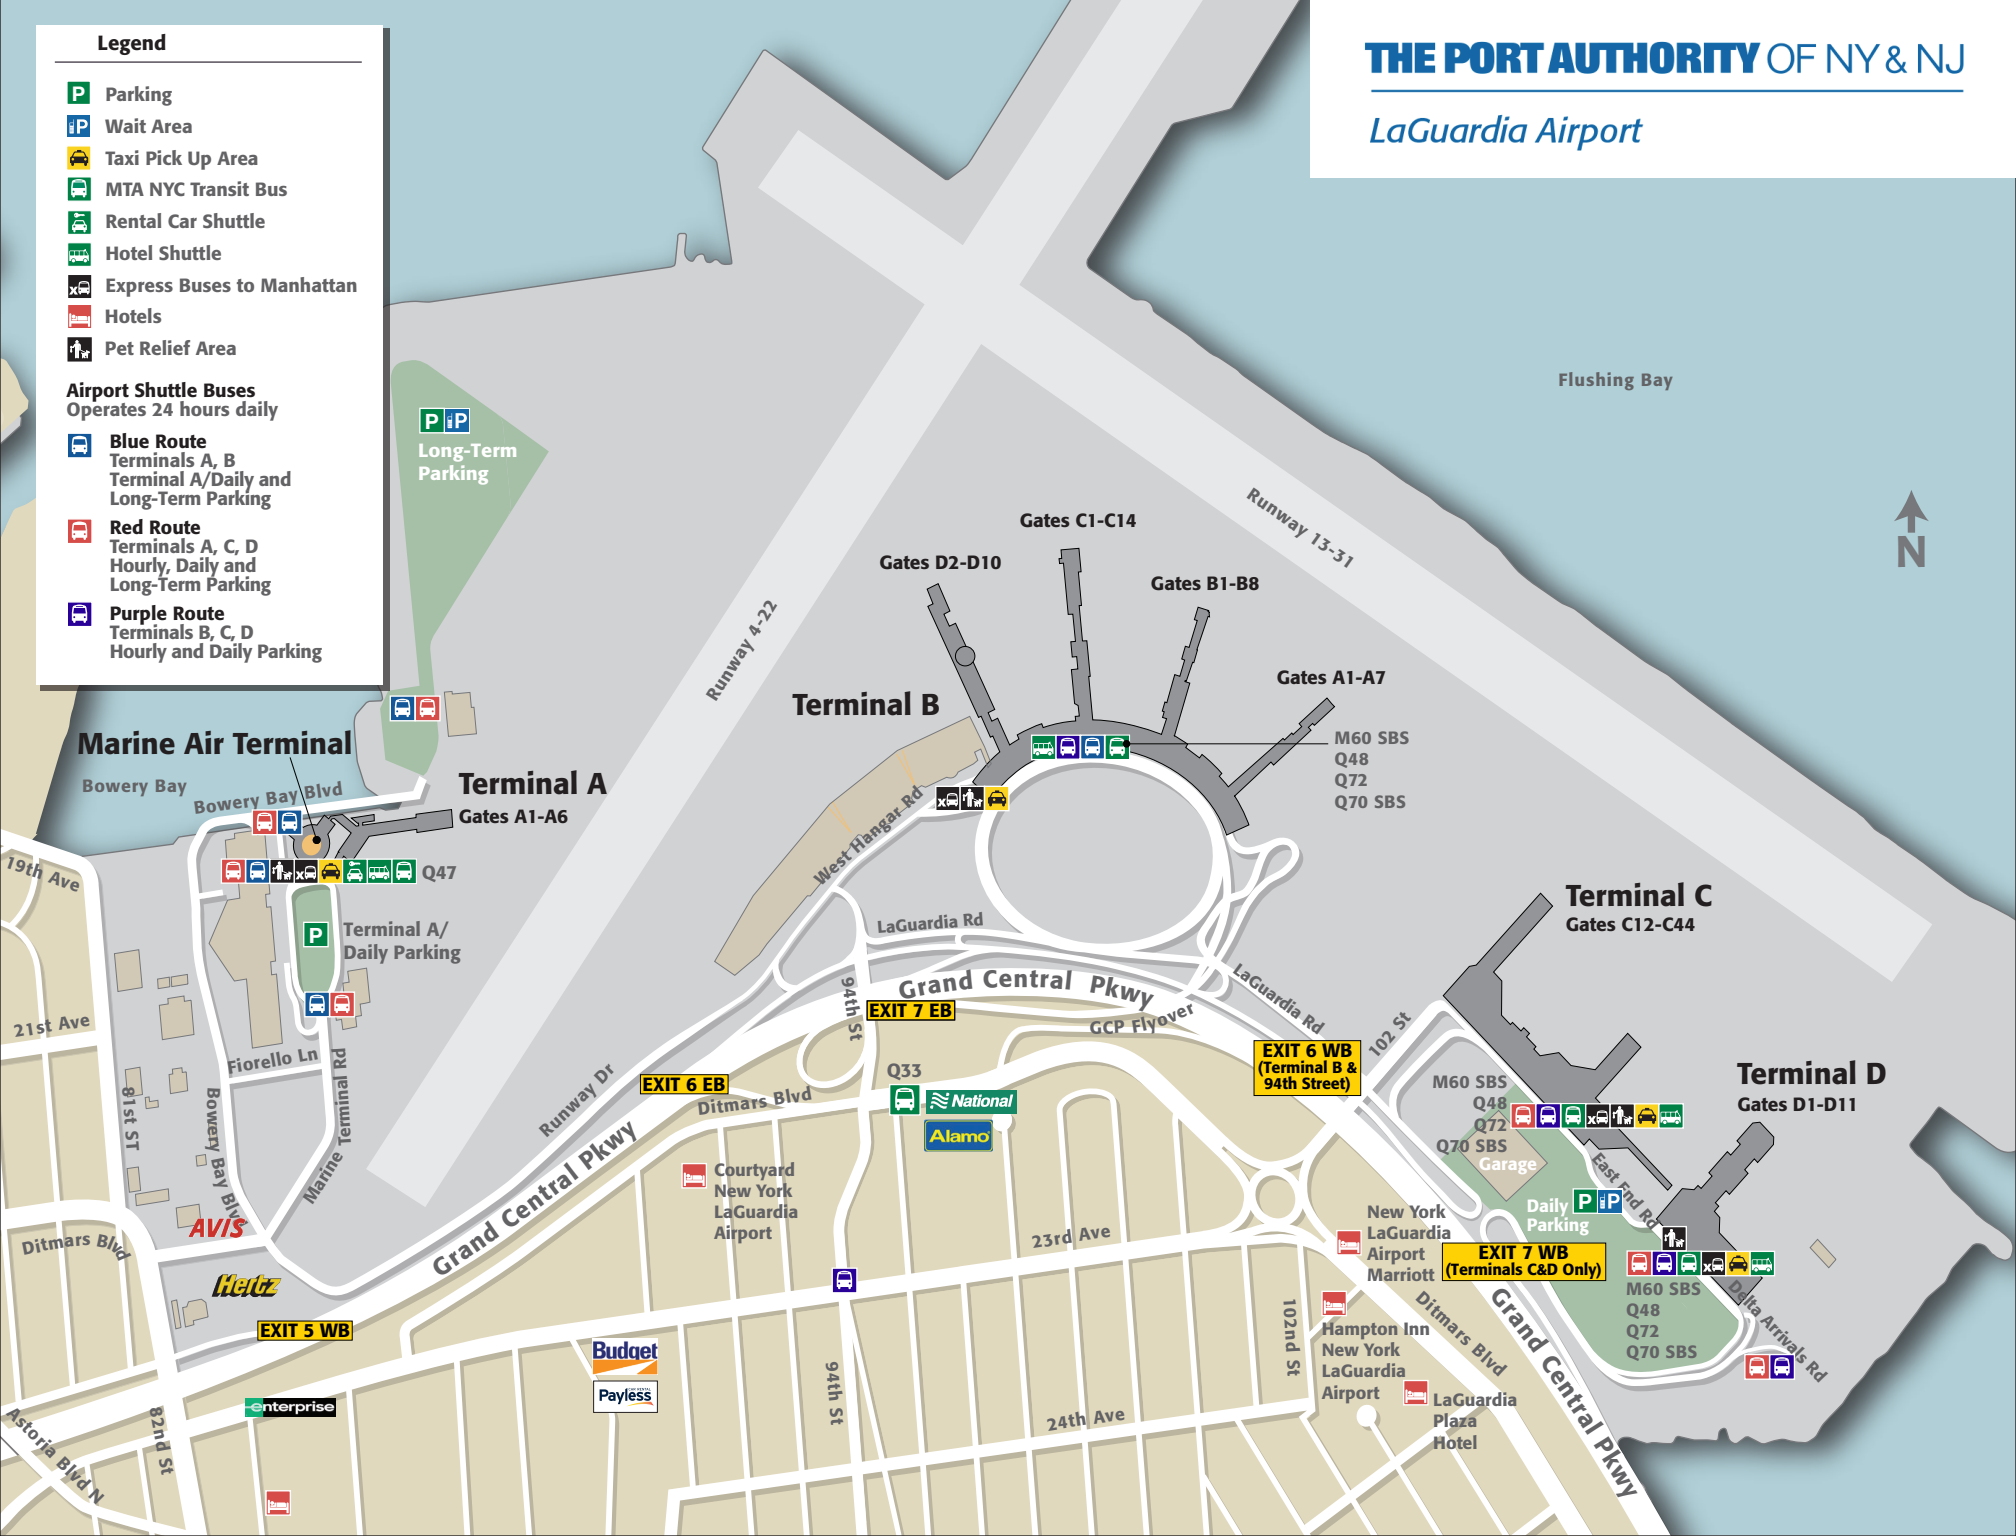 Legend
P Parking
P Wait Area
Taxi Pick Up Area
MTA NYC Transit Bus
Rental Car Shuttle
Hotel Shuttle
x Express Buses to Manhattan
Hotels
Pet Relief Area
Airport Shuttle Buses
Operates 24 hours daily
Blue Route
Terminals A, B
Terminal A/Daily and
Long-Term Parking
Red Route
Terminals A, C, D
Hourly, Daily and
Long-Term Parking
Purple Route
Terminals B, C, D
Hourly and Daily Parking
THE PORT AUTHORITY OF NY & NJ
LaGuardia Airport
Flushing Bay
N
P P
Long-Term
Parking
Runway 13-31
Runway 4-22
Gates C1-C14
Gates D2-D10
Gates B1-B8
Gates A1-A7
Terminal B
M60 SBS
Q48
Q72
Q70 SBS
x
West Hangar Rd
Marine Air Terminal
Bowery Bay
Bowery Bay Blvd
Terminal A
Gates A1-A6
x
Q47
P
Terminal A/
Daily Parking
19th Ave
21st Ave
81st ST
Fiorello Ln
Bowery Bay Blvd
Marine Terminal Rd
LaGuardia Rd
Grand Central Pkwy
94th St
EXIT 7 EB
GCP Flyover
LaGuardia Rd
EXIT 6 WB
(Terminal B &
94th Street)
102 St
Terminal C
Gates C12-C44
M60 SBS
Q48
Q72
Q70 SBS
x
Garage
Terminal D
Gates D1-D11
East End Rd
Daily
Parking
P P
EXIT 7 WB
(Terminals C&D Only)
x
M60 SBS
Q48
Q72
Q70 SBS
Delta Arrivals Rd
Runway Dr
EXIT 6 EB
Ditmars Blvd
Q33
National
Alamo
Grand Central Pkwy
Courtyard
New York
LaGuardia
Airport
23rd Ave
New York
LaGuardia
Airport
Marriott
Hampton Inn
New York
LaGuardia
Airport
LaGuardia
Plaza
Hotel
Ditmars Blvd
Grand Central Pkwy
102nd St
24th Ave
94th St
Budget
Payless
AVIS
Hertz
Ditmars Blvd
EXIT 5 WB
enterprise
82nd St
Astoria Blvd N